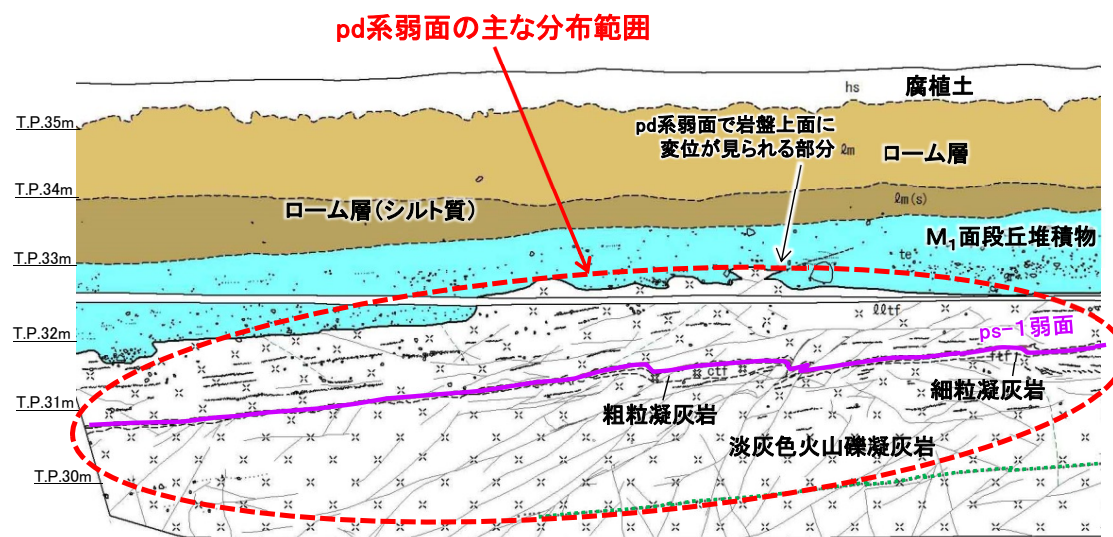 pd系弱面の主な分布範囲
hs
腐植土
T.P.35m
pd系弱面で岩盤上面に
変位が見られる部分
ℓm
ローム層
T.P.34m
ℓm(s)
ローム層(シルト質)
M₁面段丘堆積物
T.P.33m
te
ℓℓtf
T.P.32m
ps-1弱面
ftf
ctf
細粒凝灰岩
T.P.31m
粗粒凝灰岩
淡灰色火山礫凝灰岩
T.P.30m